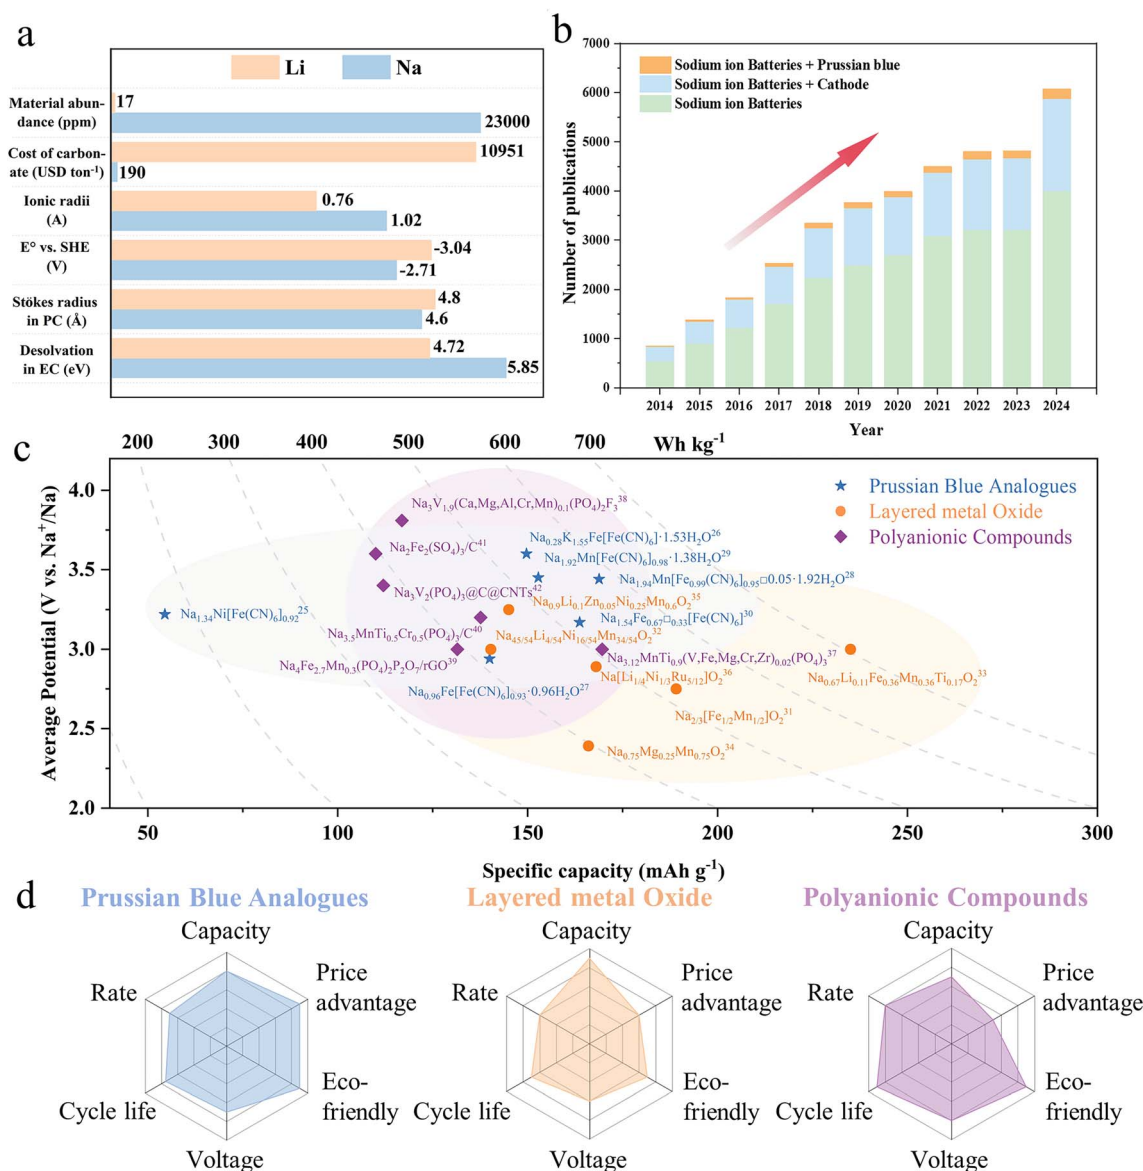 a
Li
Na
Material abun-
dance (ppm)
17
23000
Cost of carbon-
ate (USD ton⁻¹)
10951
190
Ionic radii
(A)
0.76
1.02
E° vs. SHE
(V)
-3.04
-2.71
Stökes radius
in PC (Å)
4.8
4.6
Desolvation
in EC (eV)
4.72
5.85
b
Number of publications
7000
6000
5000
4000
3000
2000
1000
0
Sodium ion Batteries + Prussian blue
Sodium ion Batteries + Cathode
Sodium ion Batteries
2014 2015 2016 2017 2018 2019 2020 2021 2022 2023 2024
Year
c
200 300 400 500 600 700 Wh kg⁻¹
Average Potential (V vs. Na⁺/Na)
4.0
3.5
3.0
2.5
2.0
Prussian Blue Analogues
Layered metal Oxide
Polyanionic Compounds
Na₃V₁.₉(Ca,Mg,Al,Cr,Mn)₀.₁(PO₄)₂F₃³⁸
Na₀.₂₈K₁.₅₅Fe[Fe(CN)₆]·1.53H₂O²⁶
Na₂Fe₂(SO₄)₃/C⁴¹
Na₁.₉₂Mn[Fe(CN)₆]₀.₉₈·1.38H₂O²⁹
Na₁.₉₄Mn[Fe₀.₉₉(CN)₆]₀.₉₅□0.05·1.92H₂O²⁸
Na₃V₂(PO₄)₃@C@CNTs⁴²
Na₀.₉Li₀.₁Zn₀.₀₅Ni₀.₂₅Mn₀.₆O₂³⁵
Na₁.₃₄Ni[Fe(CN)₆]₀.₉₂²⁵
Na₁.₅₄Fe₀.₆₇□₀.₃₃[Fe(CN)₆]³⁰
Na₃.₅MnTi₀.₅Cr₀.₅(PO₄)₃/C⁴⁰
Na₄₅/₅₄Li₄/₅₄Ni₁₆/₅₄Mn₃₄/₅₄O₂³²
Na₄Fe₂.₇Mn₀.₃(PO₄)₂P₂O₇/rGO³⁹
Na₃.₁₂MnTi₀.₉(V,Fe,Mg,Cr,Zr)₀.₀₂(PO₄)₃³⁷
Na[Li₁/₄Ni₁/₃Ru₅/₁₂]O₂³⁶
Na₀.₆₇Li₀.₁₁Fe₀.₃₆Mn₀.₃₆Ti₀.₁₇O₂³³
Na₀.₉₆Fe[Fe(CN)₆]₀.₉₃·0.96H₂O²⁷
Na₂/₃[Fe₁/₂Mn₁/₂]O₂³¹
Na₀.₇₅Mg₀.₂₅Mn₀.₇₅O₂³⁴
50 100 150 200 250 300
Specific capacity (mAh g⁻¹)
d
Prussian Blue Analogues
Capacity
Price
advantage
Eco-
friendly
Voltage
Cycle life
Rate
Layered metal Oxide
Capacity
Price
advantage
Eco-
friendly
Voltage
Cycle life
Rate
Polyanionic Compounds
Capacity
Price
advantage
Eco-
friendly
Voltage
Cycle life
Rate